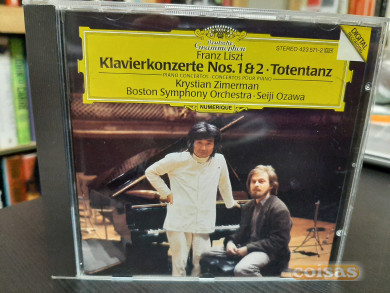 Deutsche
Grammophon
STEREO 423 571-2
DIGITAL
Franz Liszt
Klavierkonzerte Nos. 1 & 2 · Totentanz
PIANO CONCERTOS · CONCERTOS POUR PIANO
Krystian Zimerman
Boston Symphony Orchestra · Seiji Ozawa
NUMÉRIQUE
coisas